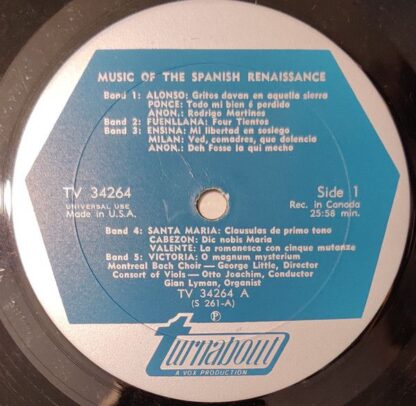 MUSIC OF THE SPANISH RENAISSANCE
Band 1: ALONSO: Gritos davan en aquella sierra
PONCE: Todo mi bien é perdido
ANON.: Rodrigo Martinos
Band 2: FUENLLANA: Four Tientos
Band 3: ENSINA: Mi libertad en sosiego
MILAN: Ved, comadres, que dolencia
ANON.: Deh Fosse la qui mecho
TV 34264
UNIVERSAL USE
Made in U.S.A.
Side 1
Rec. in Canada
25:58 min.
Band 4: SANTA MARIA: Clausulas de primo tono
CABEZON: Dic nobis Maria
VALENTE: La romanesca con cinque mutanze
Band 5: VICTORIA: O magnum mysterium
Montreal Bach Choir — George Little, Director
Consort of Viols — Otto Joachim, Conductor
Gian Lyman, Organist
TV 34264 A
(S 261-A)
Ⓟ
turnabout
A VOX PRODUCTION